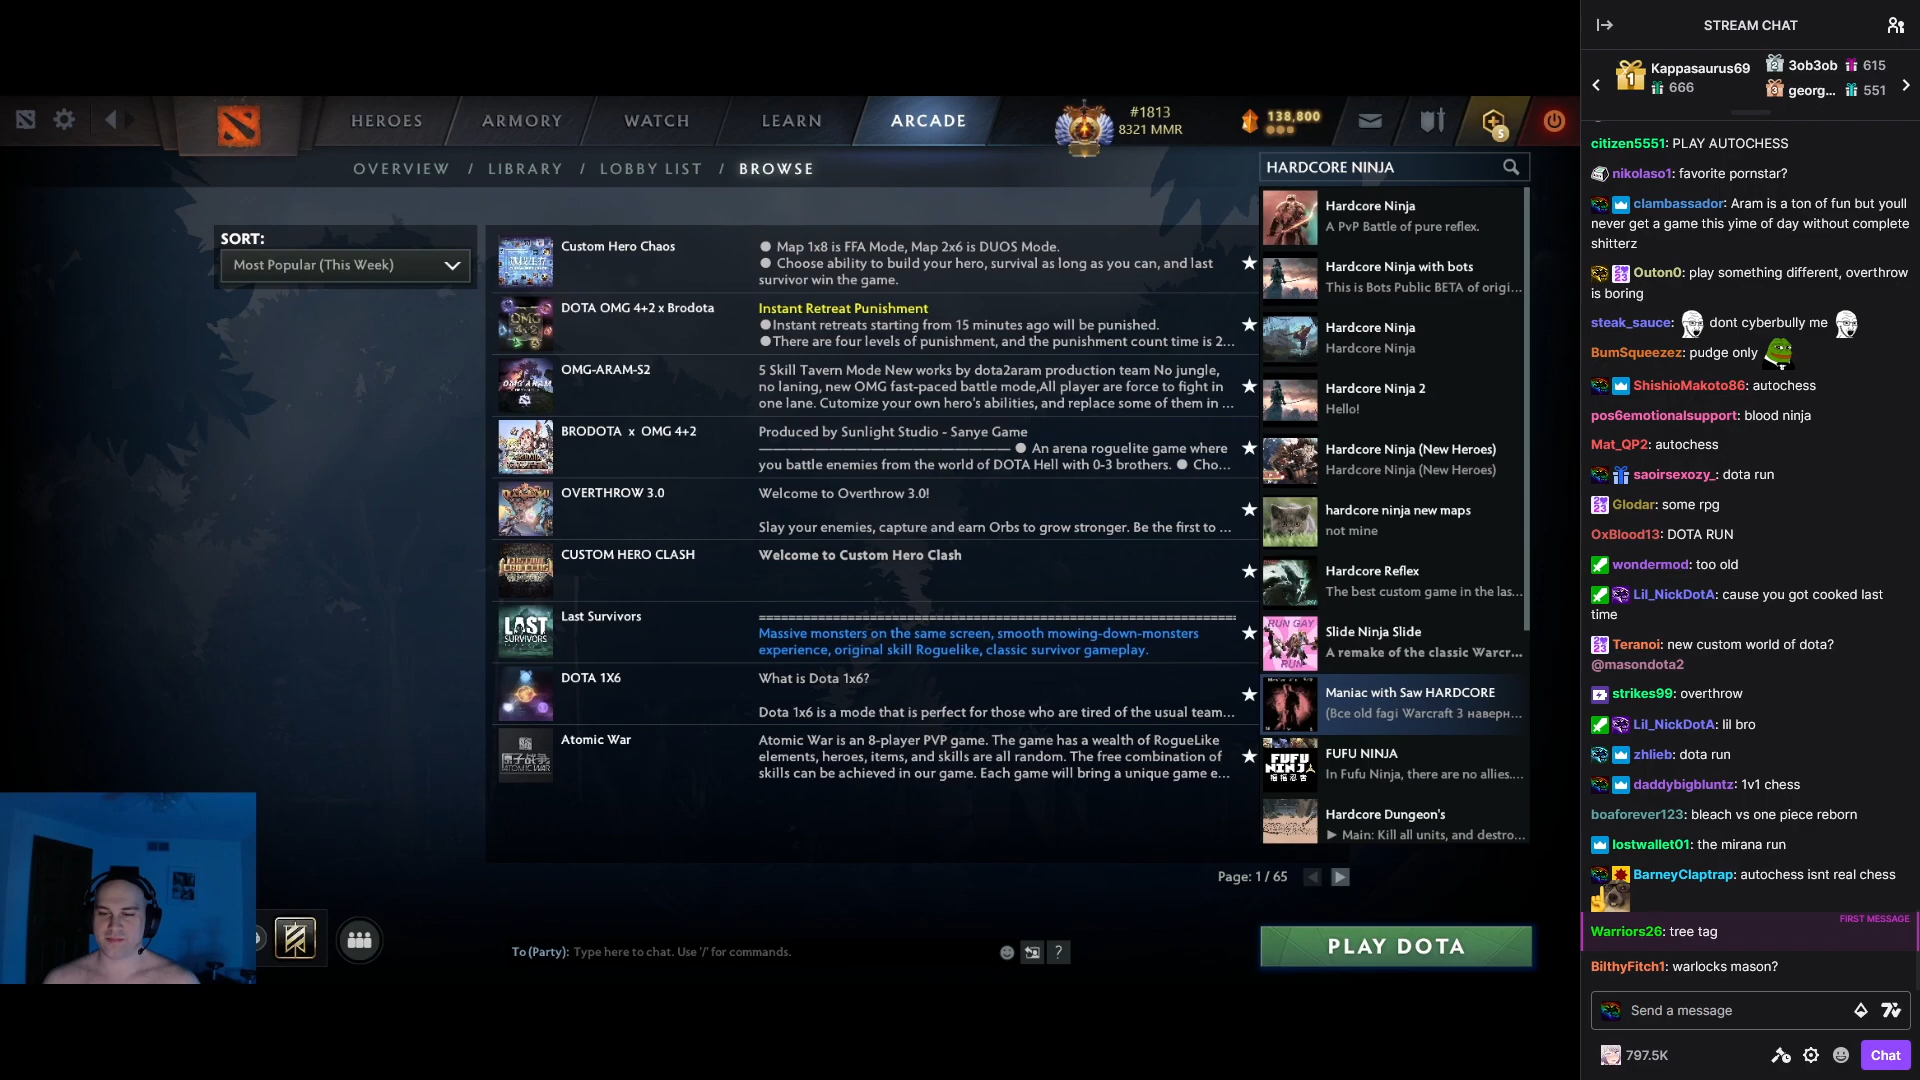 HEROES
ARMORY
WATCH
LEARN
ARCADE
#1813
8321 MMR
138,800
5
OVERVIEW / LIBRARY / LOBBY LIST / BROWSE
HARDCORE NINJA
SORT:
Most Popular (This Week)
Custom Hero Chaos
● Map 1x8 is FFA Mode, Map 2x6 is DUOS Mode.
● Choose ability to build your hero, survival as long as you can, and last
survivor win the game.
DOTA OMG 4+2 x Brodota
Instant Retreat Punishment
●Instant retreats starting from 15 minutes ago will be punished.
●There are four levels of punishment, and the punishment count time is 2...
OMG-ARAM-S2
5 Skill Tavern Mode New works by dota2aram production team No jungle,
no laning, new OMG fast-paced battle mode,All player are force to fight in
one lane. Cutomize your own hero's abilities, and replace some of them in ...
BRODOTA x OMG 4+2
Produced by Sunlight Studio - Sanye Game
—————————————————— ● An arena roguelite game where
you battle enemies from the world of DOTA Hell with 0-3 brothers. ● Cho...
OVERTHROW 3.0
Welcome to Overthrow 3.0!
Slay your enemies, capture and earn Orbs to grow stronger. Be the first to ...
CUSTOM HERO CLASH
Welcome to Custom Hero Clash
LAST
SURVIVORS
Last Survivors
==================================================
Massive monsters on the same screen, smooth mowing-down-monsters
experience, original skill Roguelike, classic survivor gameplay.
DOTA 1X6
What is Dota 1x6?
Dota 1x6 is a mode that is perfect for those who are tired of the usual team...
ATOMIC WAR
Atomic War
Atomic War is an 8-player PVP game. The game has a wealth of RogueLike
elements, heroes, items, and skills are all random. The free combination of
skills can be achieved in our game. Each game will bring a unique game e...
Hardcore Ninja
A PvP Battle of pure reflex.
Hardcore Ninja with bots
This is Bots Public BETA of origi...
Hardcore Ninja
Hardcore Ninja
Hardcore Ninja 2
Hello!
Hardcore Ninja (New Heroes)
Hardcore Ninja (New Heroes)
hardcore ninja new maps
not mine
Hardcore Reflex
The best custom game in the las...
RUN GAY
RUN
Slide Ninja Slide
A remake of the classic Warcr...
Maniac with Saw HARDCORE
(Все old fagi Warcraft 3 наверн...
FUFU
NINJA
FUFU NINJA
In Fufu Ninja, there are no allies....
Hardcore Dungeon's
► Main: Kill all units, and destro...
Page: 1 / 65
To (Party): Type here to chat. Use '/' for commands.
?
PLAY DOTA
STREAM CHAT
1
Kappasaurus69
666
2
3ob3ob
615
3
georg...
551
citizen5551: PLAY AUTOCHESS
nikolaso1: favorite pornstar?
clambassador: Aram is a ton of fun but youll
never get a game this yime of day without complete
shitterz
Outon0: play something different, overthrow
is boring
steak_sauce: dont cyberbully me
BumSqueezez: pudge only
ShishioMakoto86: autochess
pos6emotionalsupport: blood ninja
Mat_QP2: autochess
saoirsexozy_: dota run
Glodar: some rpg
OxBlood13: DOTA RUN
wondermod: too old
Lil_NickDotA: cause you got cooked last
time
Teranoi: new custom world of dota?
@masondota2
strikes99: overthrow
Lil_NickDotA: lil bro
zhlieb: dota run
daddybigbluntz: 1v1 chess
boaforever123: bleach vs one piece reborn
lostwallet01: the mirana run
BarneyClaptrap: autochess isnt real chess
FIRST MESSAGE
Warriors26: tree tag
BilthyFitch1: warlocks mason?
Send a message
797.5K
Chat